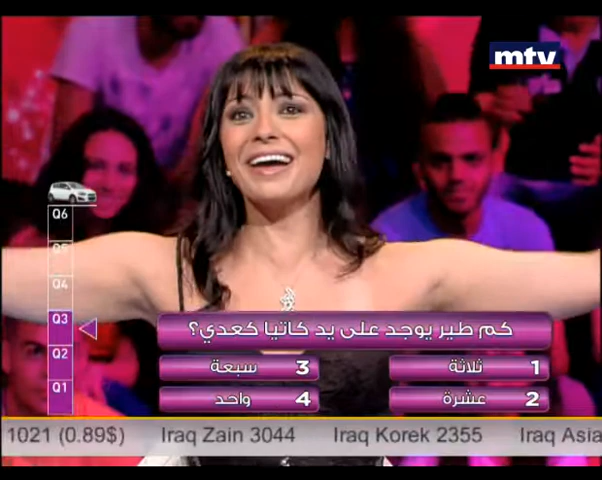 mtv
Q6
Q5
Q4
Q3
Q2
Q1
كم طير يوجد على يد كاتيا كعدي؟
1 ثلاثة
3 سبعة
2 عشرة
4 واحد
1021 (0.89$) Iraq Zain 3044 Iraq Korek 2355 Iraq Asia